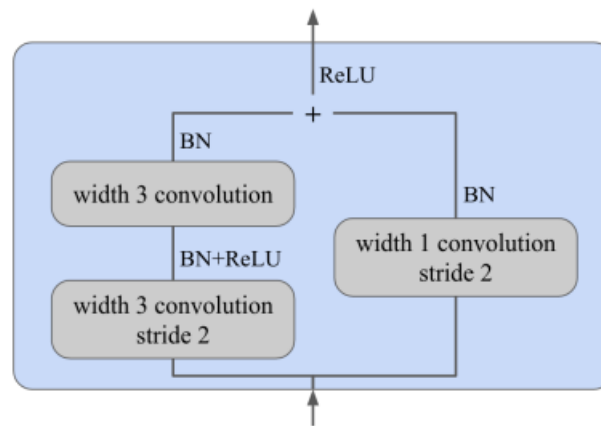 ReLU
+
BN
width 3 convolution
BN
BN+ReLU
width 1 convolution
stride 2
width 3 convolution
stride 2